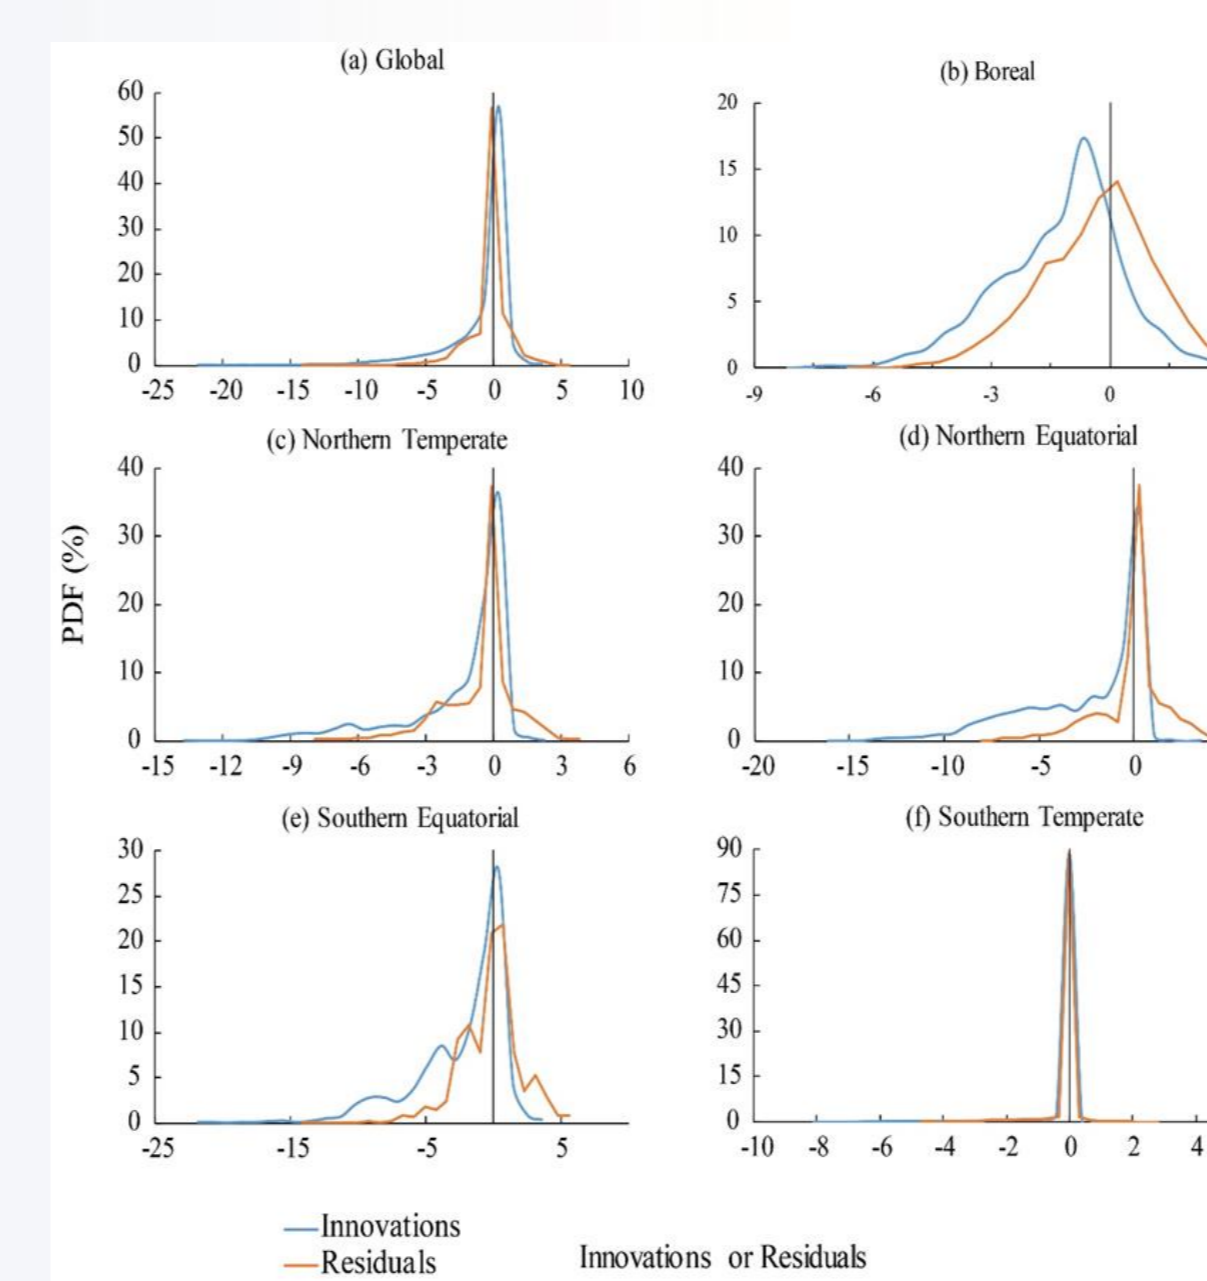 (a) Global
60
50
40
30
20
10
0
-25 -20 -15 -10 -5 0 5 10
(b) Boreal
20
15
10
5
0
-9 -6 -3 0
PDF (%)
(c) Northern Temperate
40
30
20
10
0
-15 -12 -9 -6 -3 0 3 6
(d) Northern Equatorial
40
30
20
10
0
-20 -15 -10 -5 0
(e) Southern Equatorial
30
25
20
15
10
5
0
-25 -15 -5 5
(f) Southern Temperate
90
75
60
45
30
15
0
-10 -8 -6 -4 -2 0 2 4
Innovations
Residuals
Innovations or Residuals